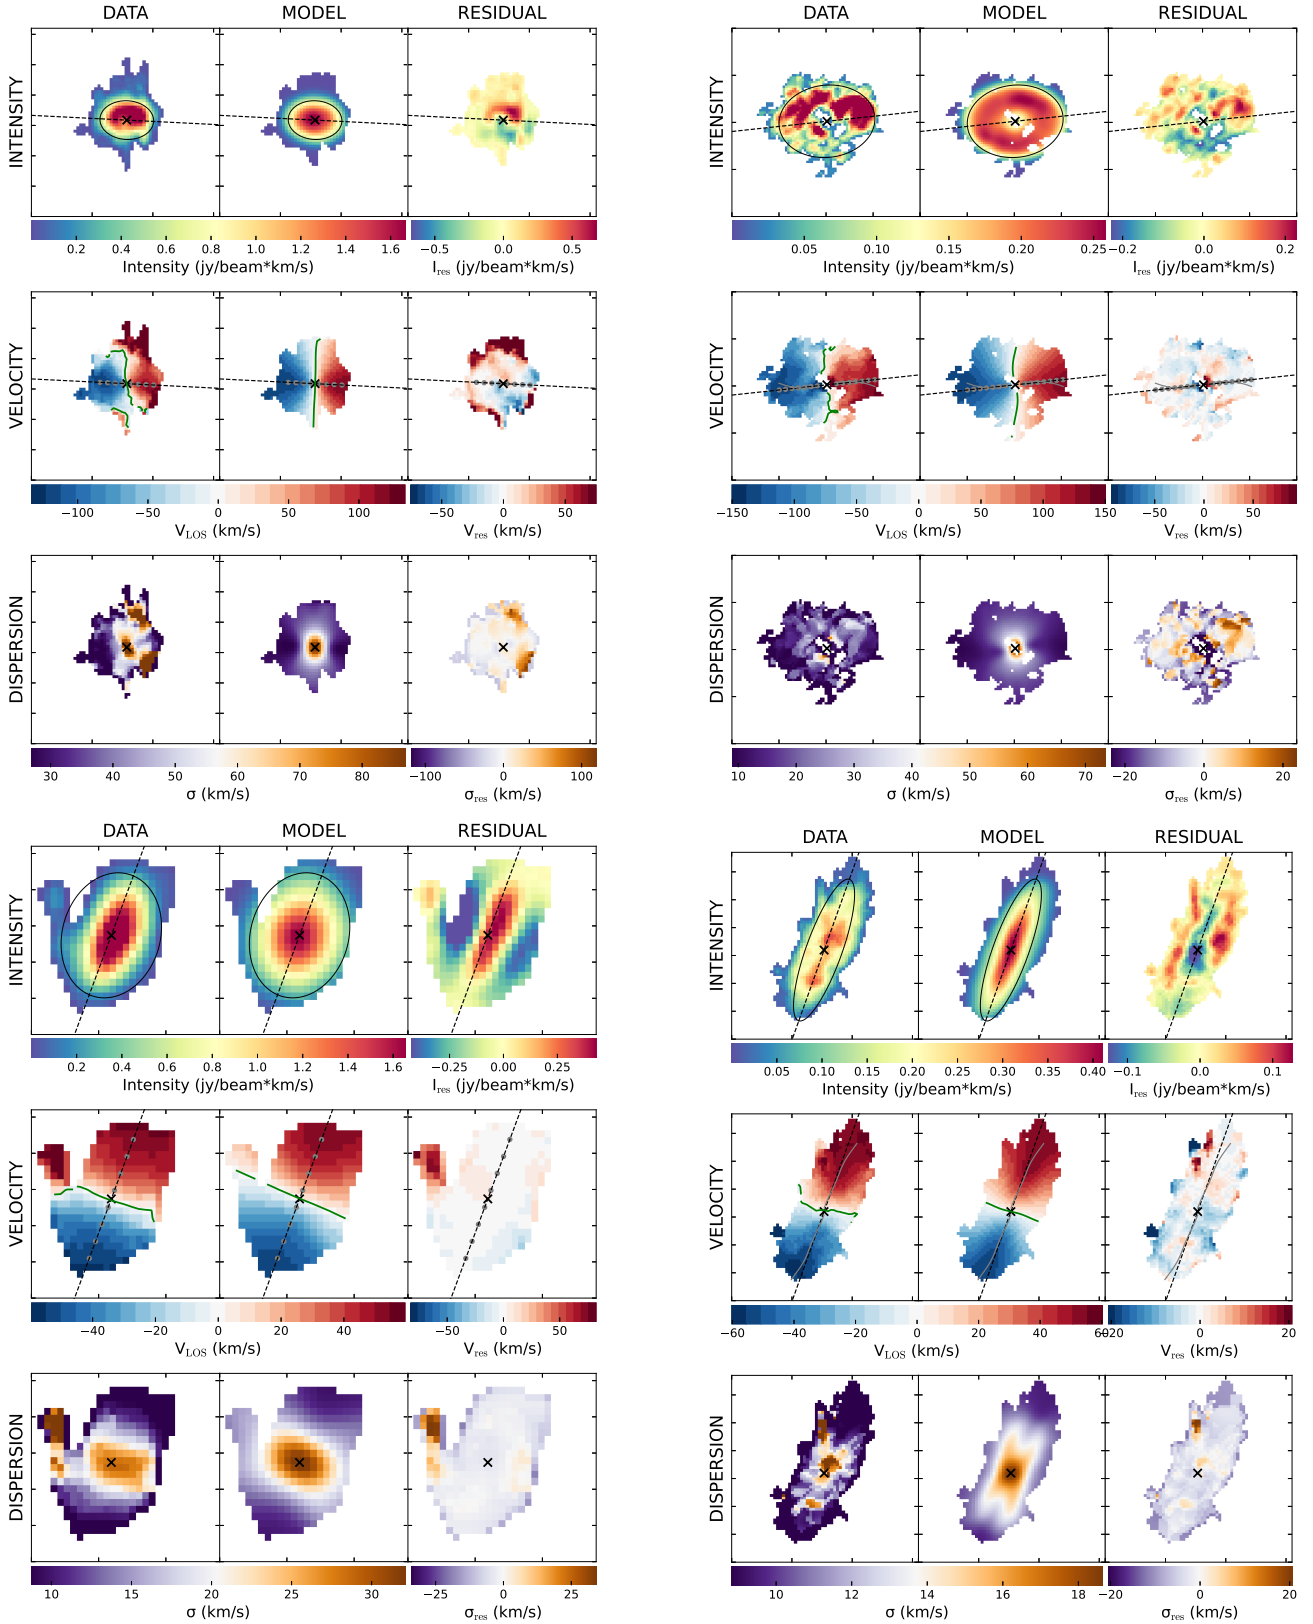 DATA MODEL RESIDUAL
INTENSITY
0.2 0.4 0.6 0.8 1.0 1.2 1.4 1.6 −0.5 0.0 0.5
Intensity (jy/beam*km/s) I_res (jy/beam*km/s)
VELOCITY
−100 −50 0 50 100 −50 0 50
V_LOS (km/s) V_res (km/s)
DISPERSION
30 40 50 60 70 80 −100 0 100
σ (km/s) σ_res (km/s)
DATA MODEL RESIDUAL
INTENSITY
0.05 0.10 0.15 0.20 0.25 −0.2 0.0 0.2
Intensity (jy/beam*km/s) I_res (jy/beam*km/s)
VELOCITY
−150 −100 −50 0 50 100 150 −50 0 50
V_LOS (km/s) V_res (km/s)
DISPERSION
10 20 30 40 50 60 70 −20 0 20
σ (km/s) σ_res (km/s)
DATA MODEL RESIDUAL
INTENSITY
0.2 0.4 0.6 0.8 1.0 1.2 1.4 1.6 −0.25 0.00 0.25
Intensity (jy/beam*km/s) I_res (jy/beam*km/s)
VELOCITY
−40 −20 0 20 40 −50 0 50
V_LOS (km/s) V_res (km/s)
DISPERSION
10 15 20 25 30 −25 0 25
σ (km/s) σ_res (km/s)
DATA MODEL RESIDUAL
INTENSITY
0.05 0.10 0.15 0.20 0.25 0.30 0.35 0.40 −0.1 0.0 0.1
Intensity (jy/beam*km/s) I_res (jy/beam*km/s)
VELOCITY
−60 −40 −20 0 20 40 60 −20 0 20
V_LOS (km/s) V_res (km/s)
DISPERSION
10 12 14 16 18 −20 0 20
σ (km/s) σ_res (km/s)